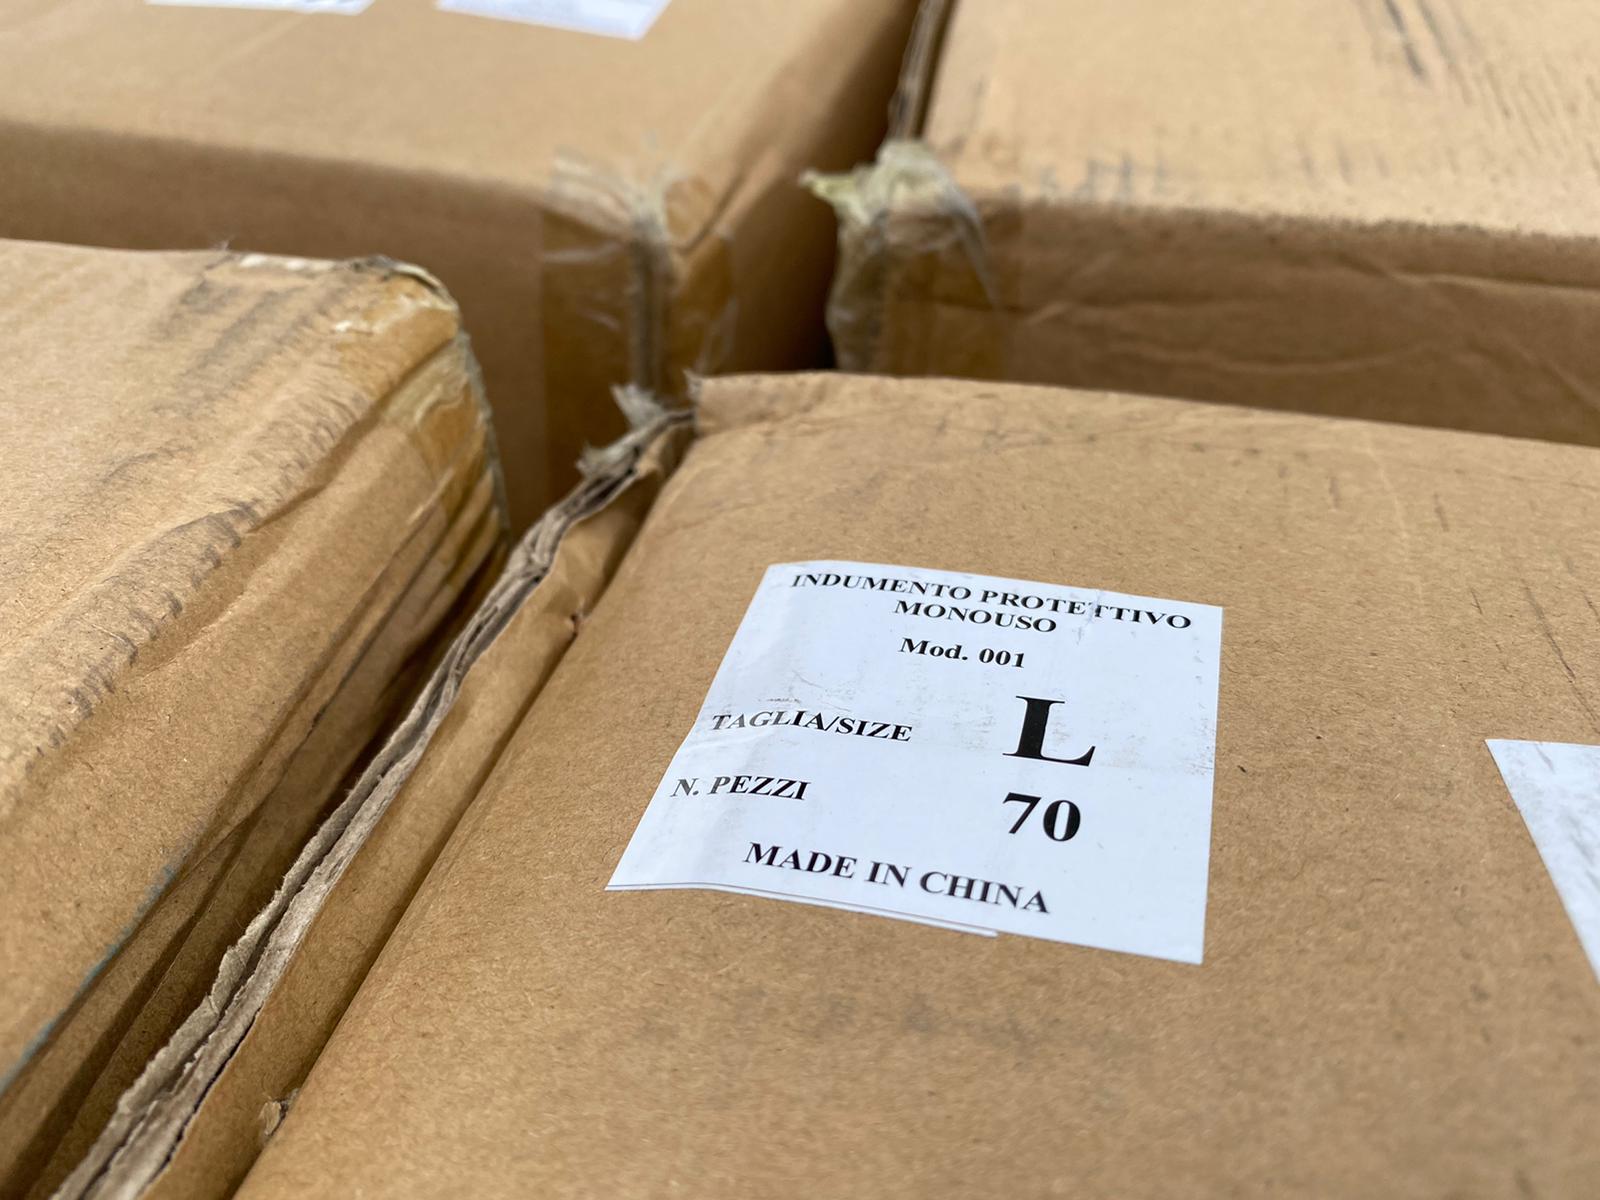 INDUMENTO PROTETTIVO
MONOUSO
Mod. 001
TAGLIA/SIZE L
N. PEZZI 70
MADE IN CHINA